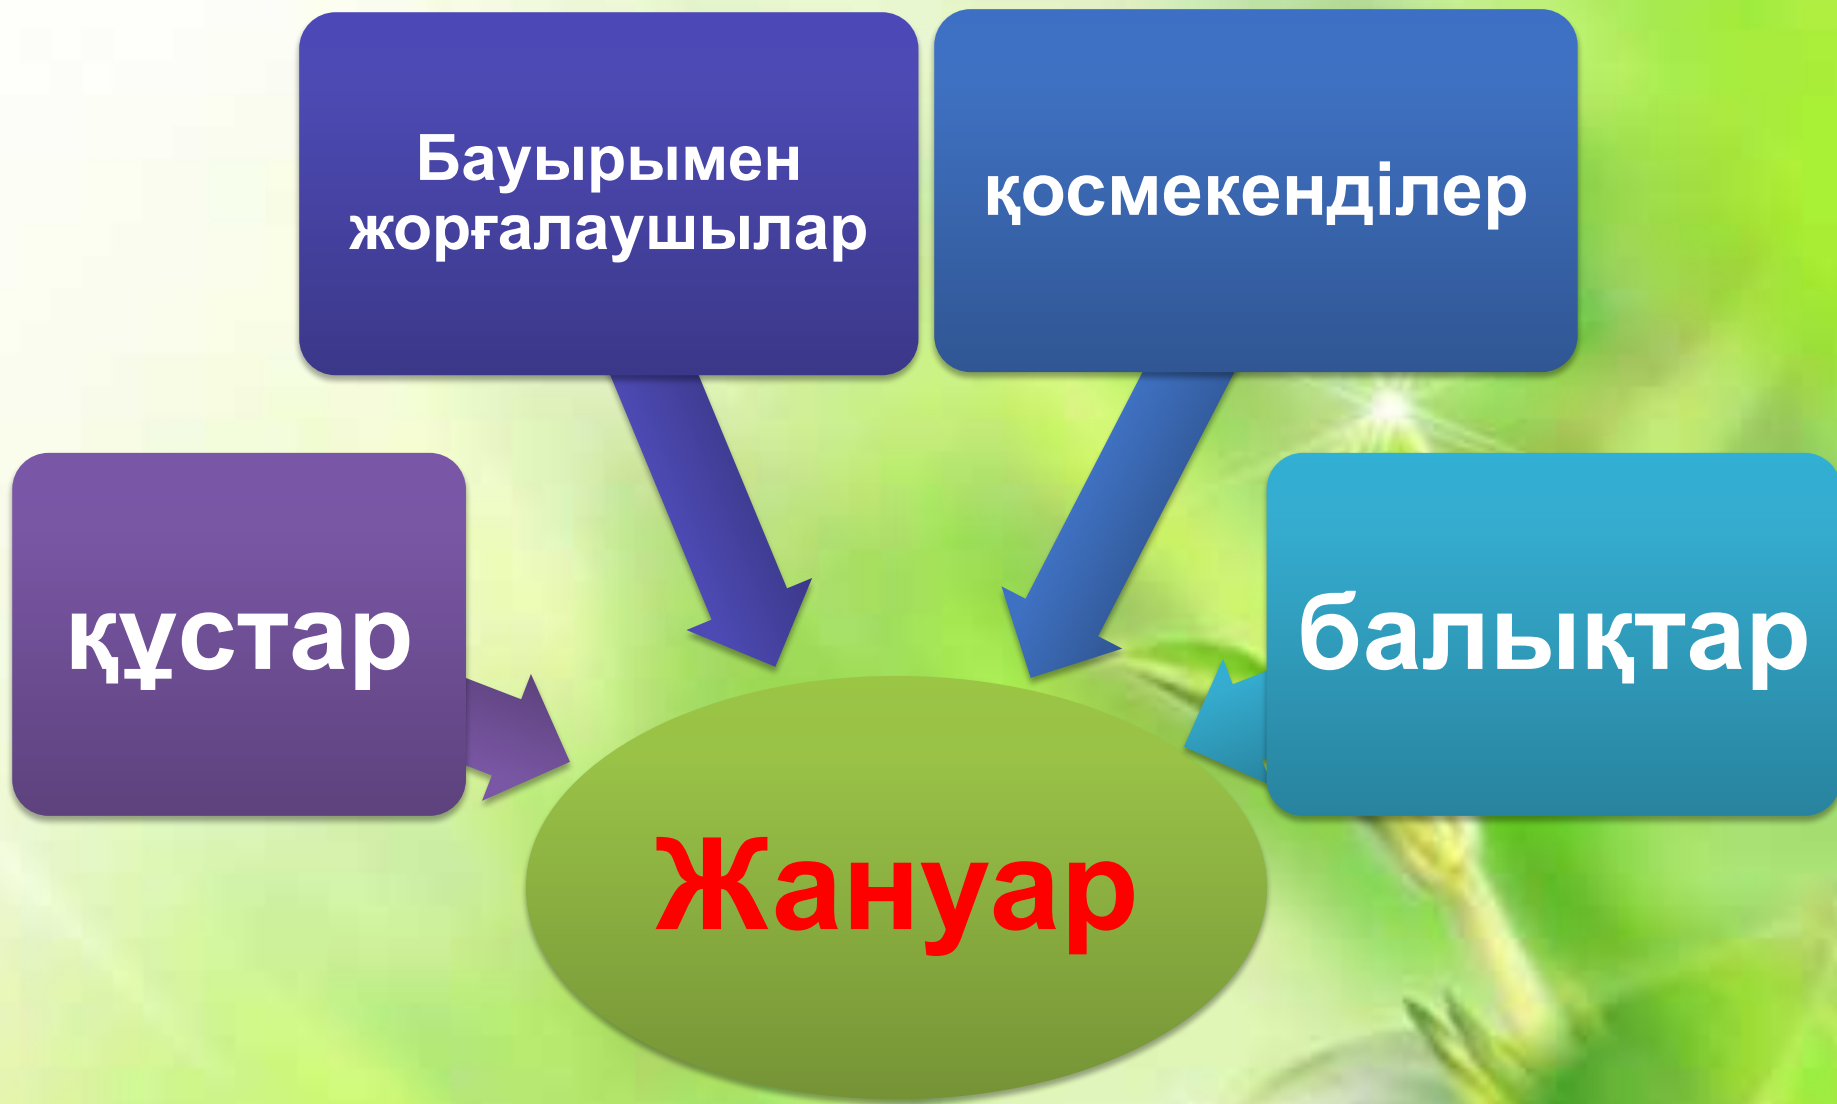 Бауырымен
жорғалаушылар
қосмекенділер
құстар
балықтар
Жануар